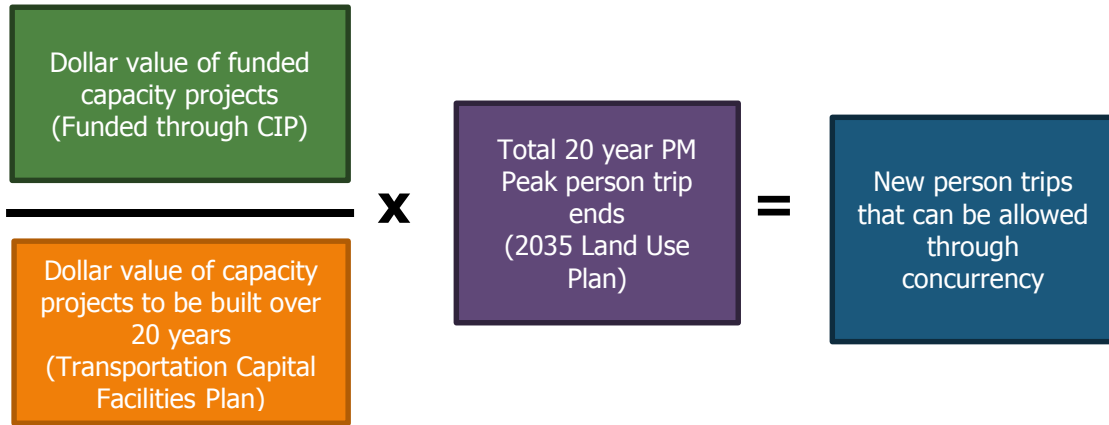 Dollar value of funded
capacity projects
(Funded through CIP)
Dollar value of capacity
projects to be built over
20 years
(Transportation Capital
Facilities Plan)
x
Total 20 year PM
Peak person trip
ends
(2035 Land Use
Plan)
=
New person trips
that can be allowed
through
concurrency